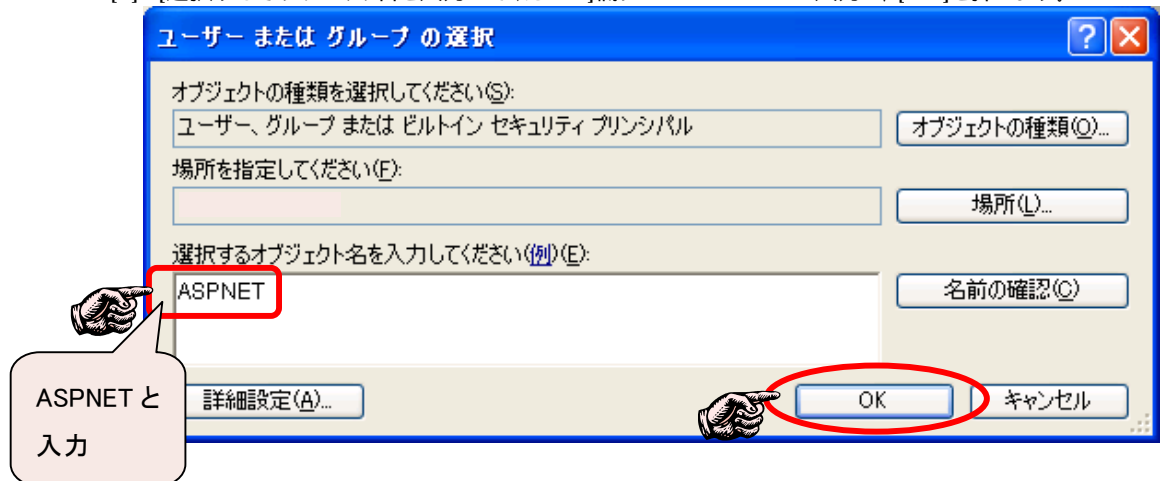 ユーザー または グループ の選択
オブジェクトの種類を選択してください(S):
ユーザー、グループ または ビルトイン セキュリティ プリンシパル
オブジェクトの種類(O)...
場所を指定してください(F):
場所(L)...
選択するオブジェクト名を入力してください(例)(E):
ASPNET
名前の確認(C)
ASPNET と
入力
詳細設定(A)...
OK
キャンセル